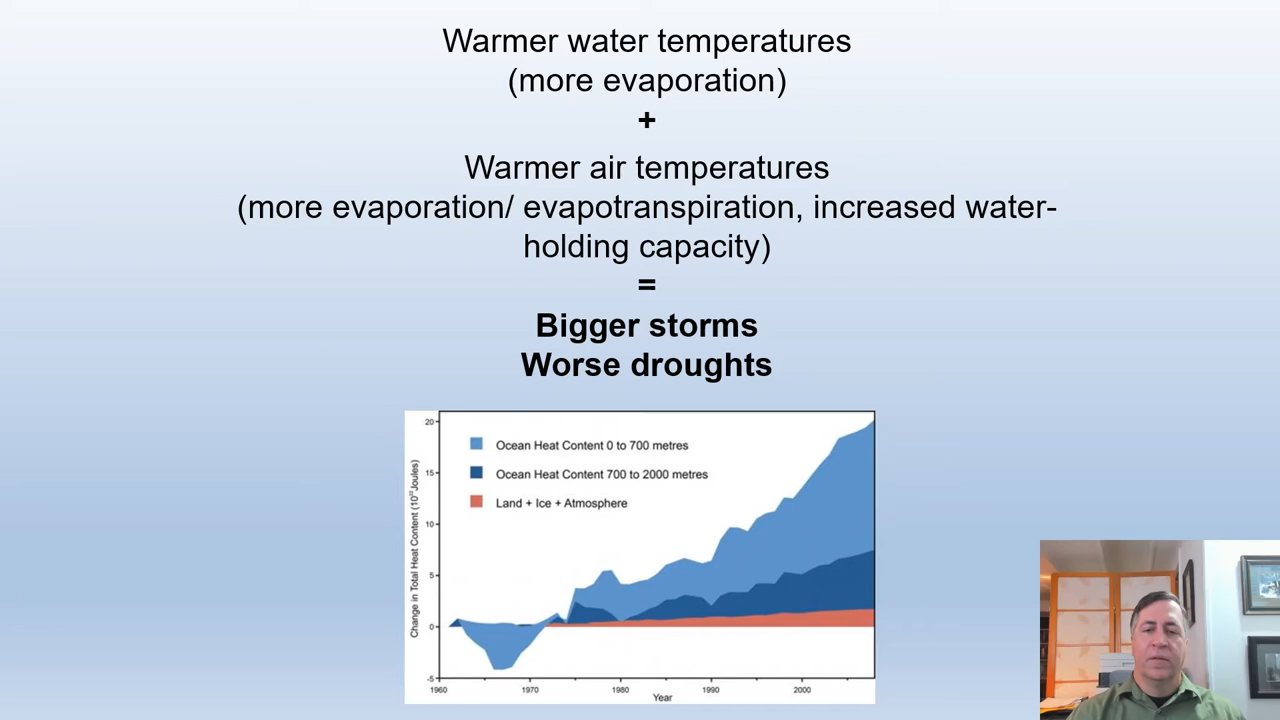 Warmer water temperatures
(more evaporation)
+
Warmer air temperatures
(more evaporation/ evapotranspiration, increased water-
holding capacity)
=
Bigger storms
Worse droughts
Ocean Heat Content 0 to 700 metres
Ocean Heat Content 700 to 2000 metres
Land + Ice + Atmosphere
Change in Total Heat Content (10²²Joules)
20
15
10
5
0
-5
1960
1970
1980
1990
2000
Year